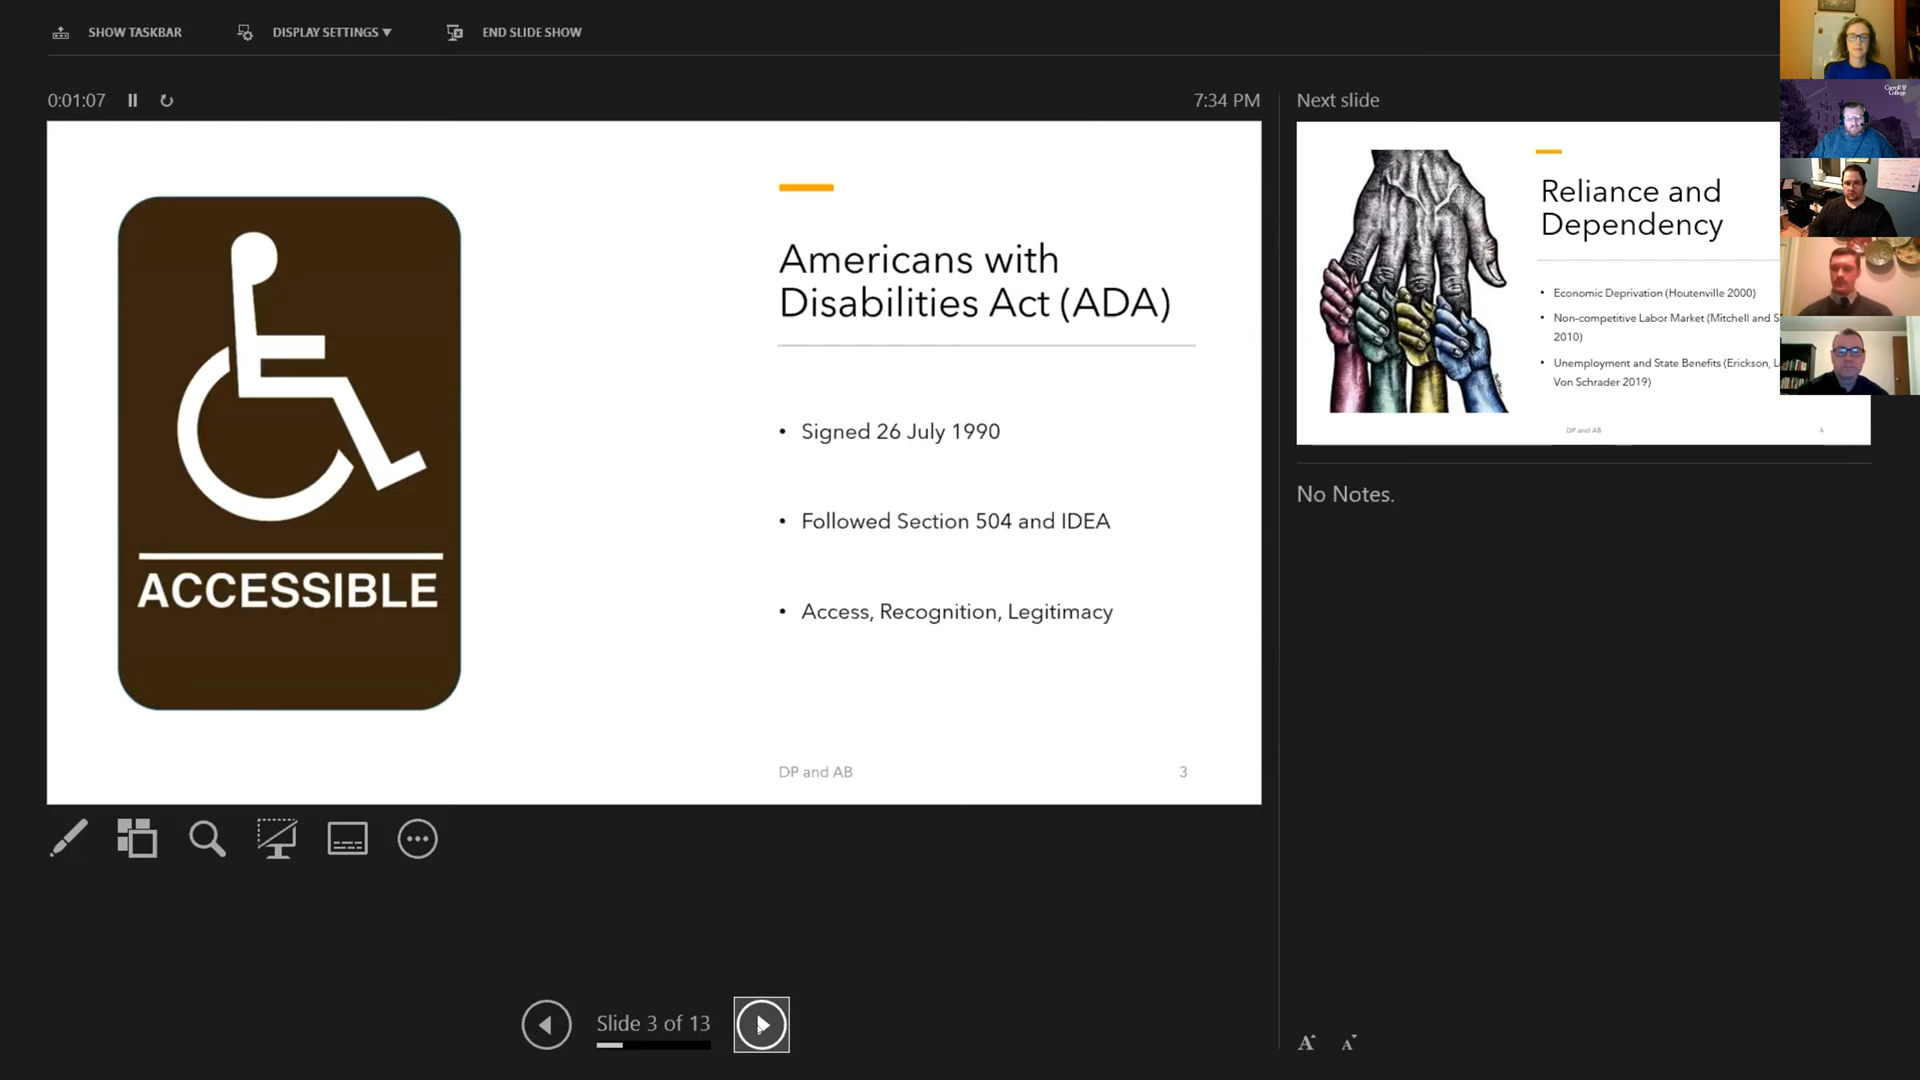 SHOW TASKBAR
DISPLAY SETTINGS ▼
END SLIDE SHOW
0:01:07
7:34 PM
Next slide
ACCESSIBLE
Americans with
Disabilities Act (ADA)
• Signed 26 July 1990
• Followed Section 504 and IDEA
• Access, Recognition, Legitimacy
DP and AB
3
Reliance and
Dependency
• Economic Deprivation (Houtenville 2000)
• Non-competitive Labor Market (Mitchell and
2010)
• Unemployment and State Benefits (Erickson,
Von Schrader 2019)
DP and AB
4
Carroll
College
No Notes.
Slide 3 of 13
A
A